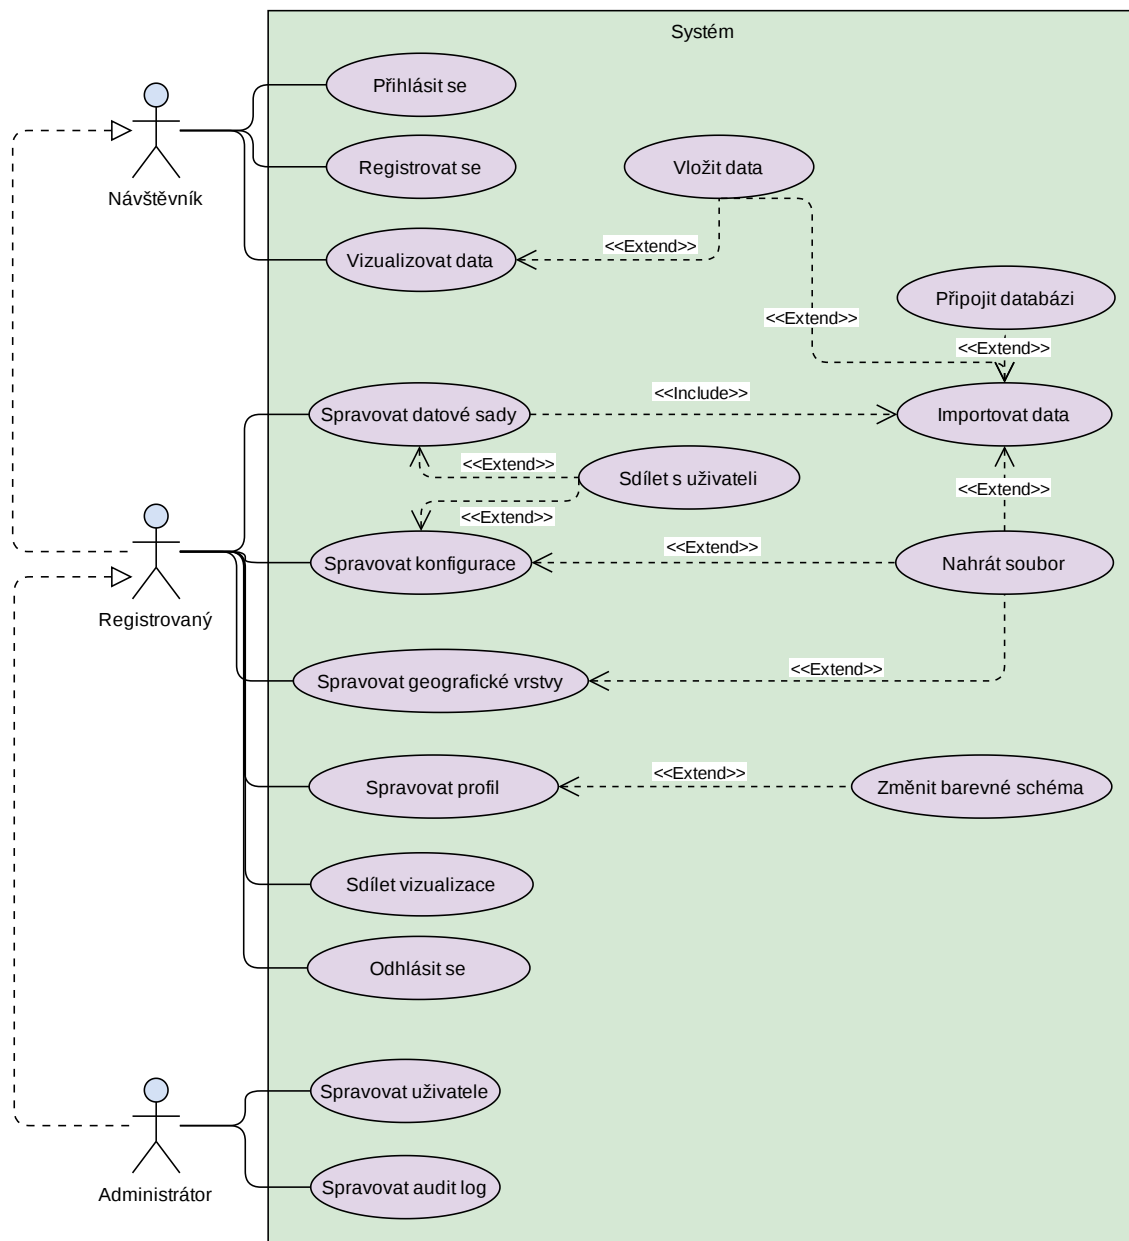 Systém
Přihlásit se
Návštěvník
Registrovat se
Vložit data
Vizualizovat data
<<Extend>>
Připojit databázi
<<Extend>>
<<Extend>>
Spravovat datové sady
<<Include>>
Importovat data
<<Extend>>
Sdílet s uživateli
<<Extend>>
<<Extend>>
Registrovaný
Spravovat konfigurace
<<Extend>>
Nahrát soubor
Spravovat geografické vrstvy
<<Extend>>
Spravovat profil
<<Extend>>
Změnit barevné schéma
Sdílet vizualizace
Odhlásit se
Spravovat uživatele
Administrátor
Spravovat audit log